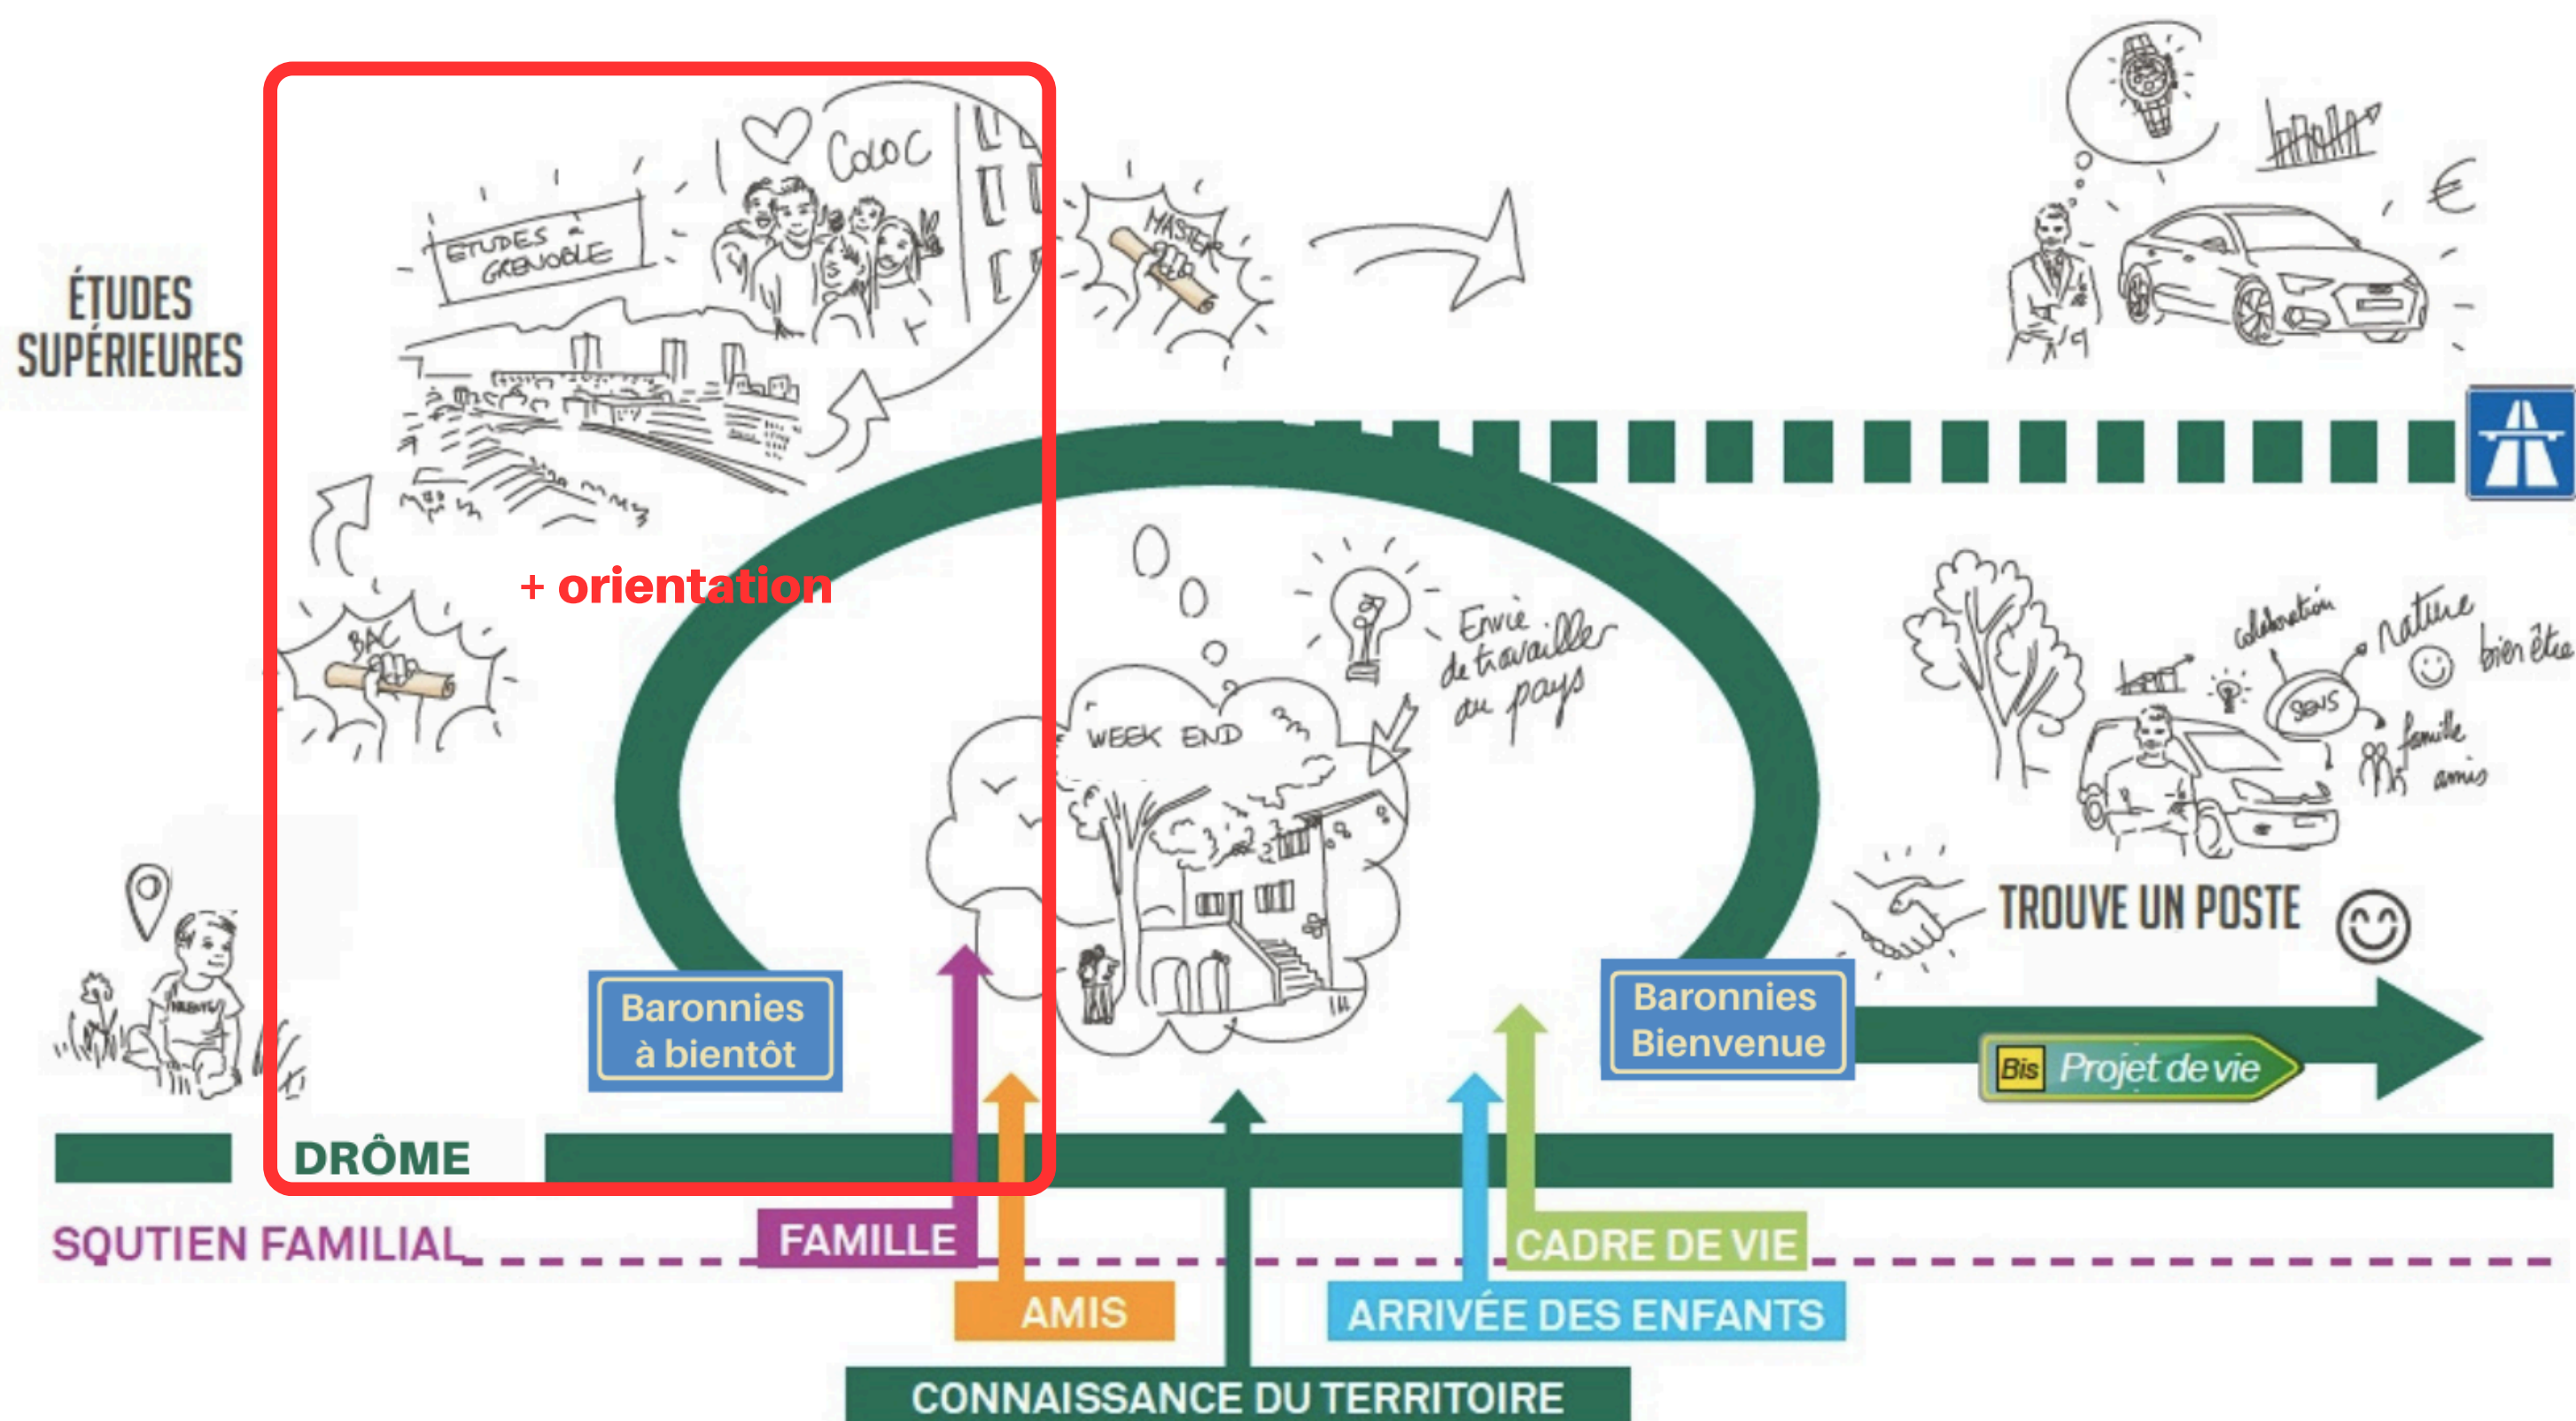 ÉTUDES
SUPÉRIEURES
ETUDES à
GRENOBLE
COLOC
MASTER
€
+ orientation
BAC
WEEK END
Envie
de travailler
au pays
colaboration
nature
bien être
SENS
famille
amis
TROUVE UN POSTE
Baronnies
à bientôt
Baronnies
Bienvenue
Bis Projet de vie
DRÔME
SOUTIEN FAMILIAL
FAMILLE
CADRE DE VIE
AMIS
ARRIVÉE DES ENFANTS
CONNAISSANCE DU TERRITOIRE